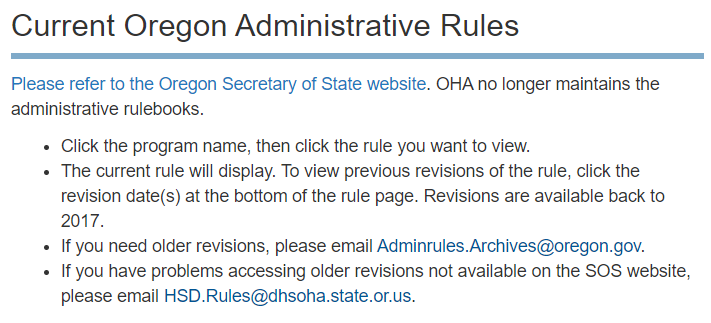 Current Oregon Administrative Rules
Please refer to the Oregon Secretary of State website. OHA no longer maintains the
administrative rulebooks.
• Click the program name, then click the rule you want to view.
• The current rule will display. To view previous revisions of the rule, click the
revision date(s) at the bottom of the rule page. Revisions are available back to
2017.
• If you need older revisions, please email Adminrules.Archives@oregon.gov.
• If you have problems accessing older revisions not available on the SOS website,
please email HSD.Rules@dhsoha.state.or.us.